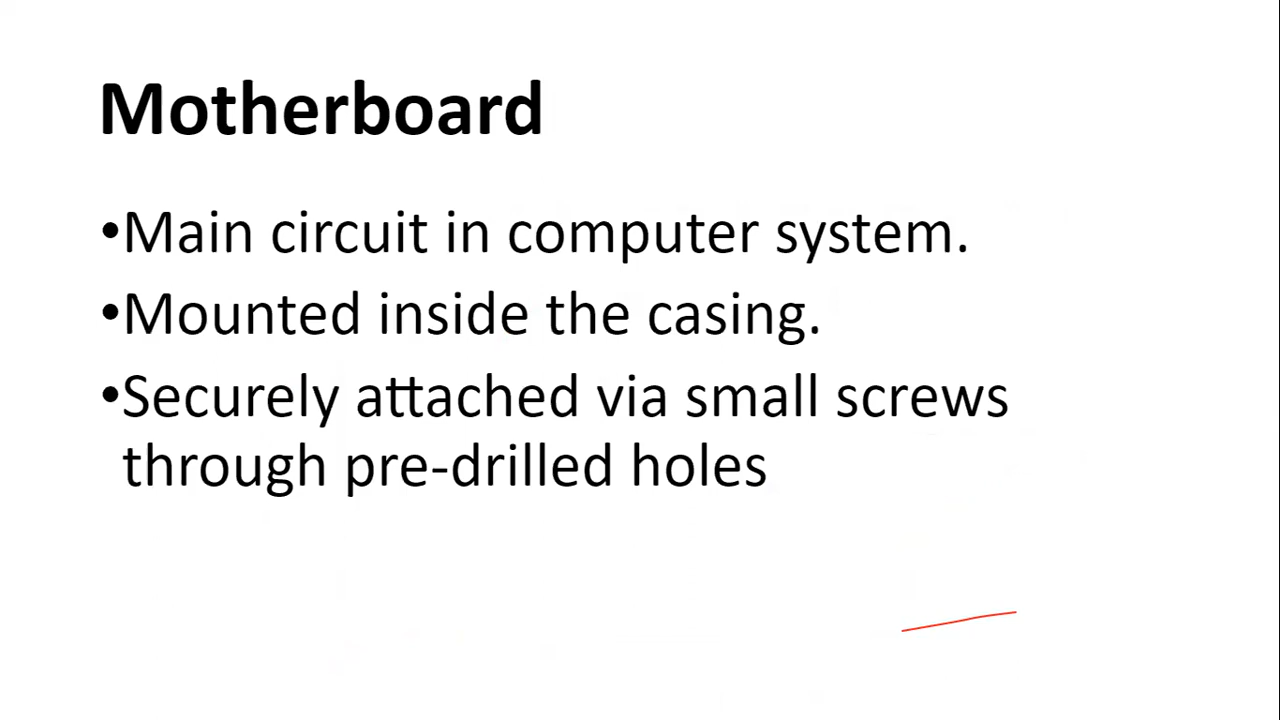 Motherboard
•Main circuit in computer system.
•Mounted inside the casing.
•Securely attached via small screws
through pre-drilled holes